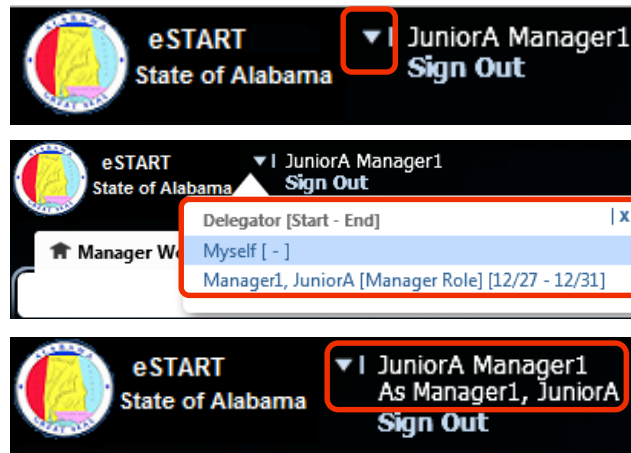 eSTART
State of Alabama
JuniorA Manager1
Sign Out
eSTART
State of Alabama
JuniorA Manager1
Sign Out
Delegator [Start - End]
| x
Manager Wo
Myself [ - ]
Manager1, JuniorA [Manager Role] [12/27 - 12/31]
eSTART
State of Alabama
JuniorA Manager1
As Manager1, JuniorA
Sign Out